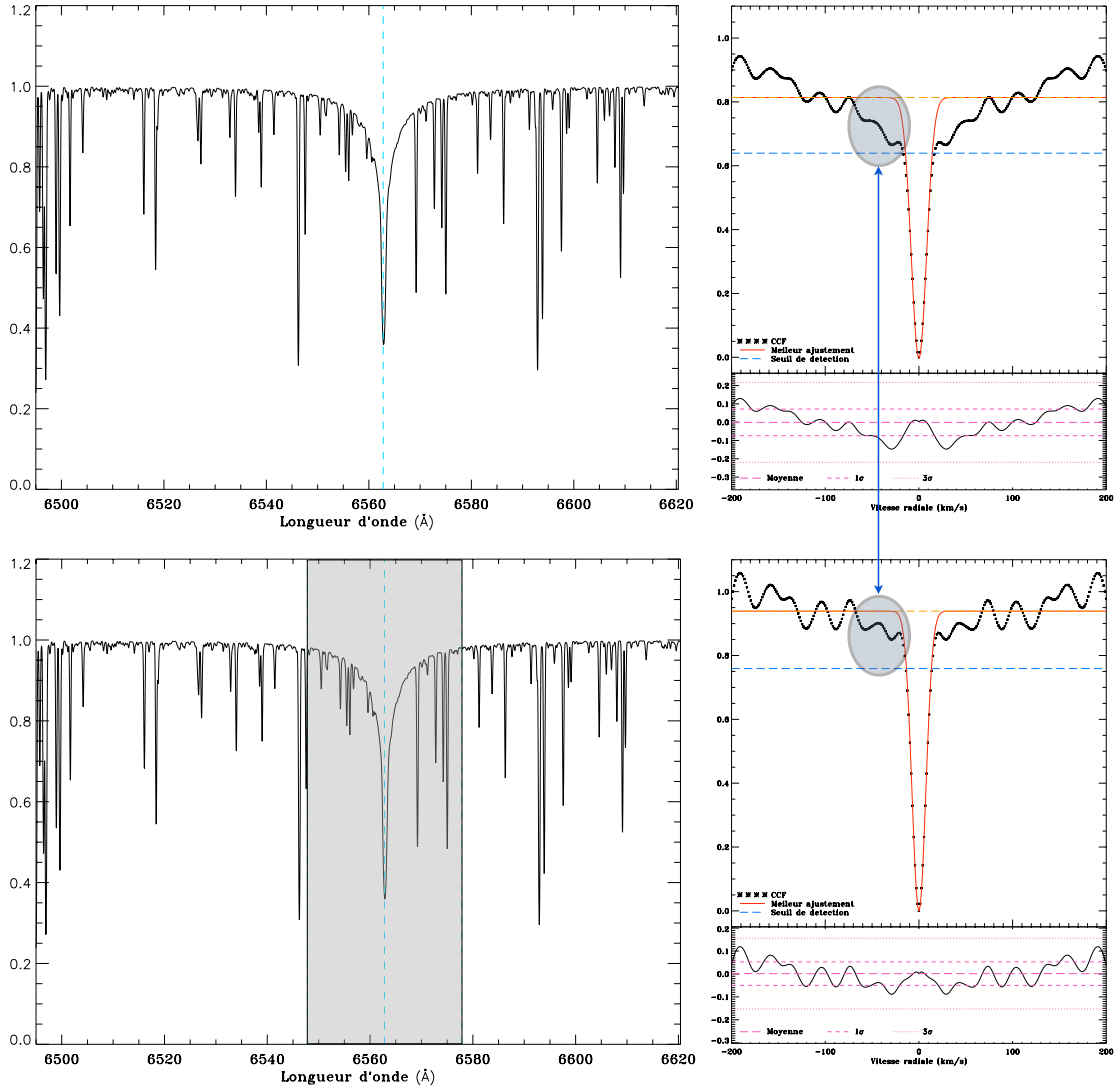 1.2
1.0
0.8
0.6
0.4
0.2
0.0
6500 6520 6540 6560 6580 6600 6620
Longueur d'onde (Å)
1.0
0.8
0.6
0.4
0.2
0.0
CCF
Meilleur ajustement
Seuil de detection
0.2
0.1
0.0
-0.1
-0.2
-0.3
Moyenne 1σ 3σ
-200 -100 0 100 200
Vitesse radiale (km/s)
1.2
1.0
0.8
0.6
0.4
0.2
0.0
6500 6520 6540 6560 6580 6600 6620
Longueur d'onde (Å)
1.0
0.8
0.6
0.4
0.2
0.0
CCF
Meilleur ajustement
Seuil de detection
0.2
0.1
0.0
-0.1
-0.2
-0.3
Moyenne 1σ 3σ
-200 -100 0 100 200
Vitesse radiale (km/s)